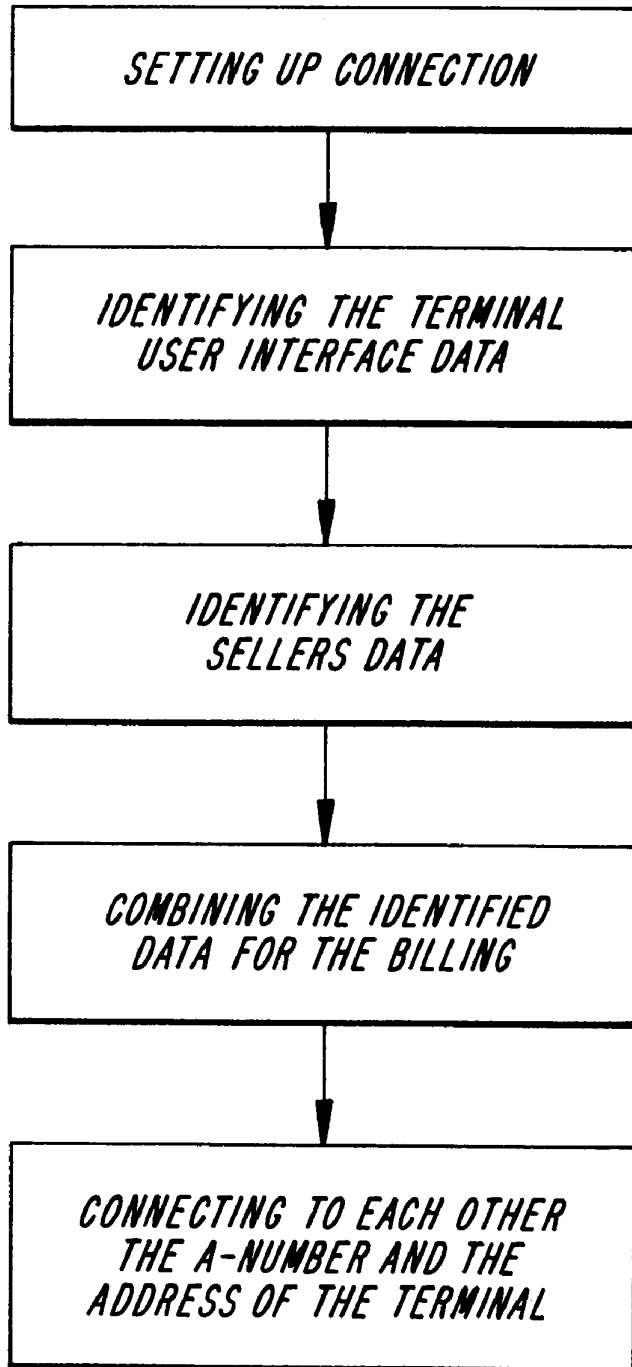 SETTING UP CONNECTION
IDENTIFYING THE TERMINAL
USER INTERFACE DATA
IDENTIFYING THE
SELLERS DATA
COMBINING THE IDENTIFIED
DATA FOR THE BILLING
CONNECTING TO EACH OTHER
THE A-NUMBER AND THE
ADDRESS OF THE TERMINAL